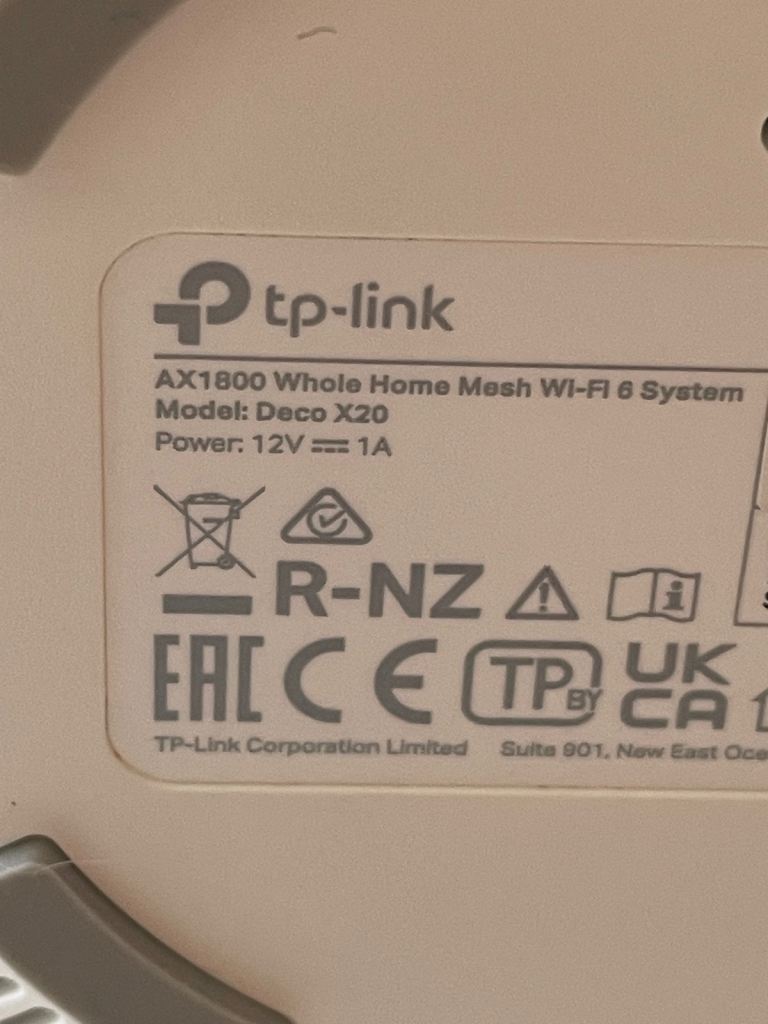 tp-link
AX1800 Whole Home Mesh Wi-Fi 6 System
Model: Deco X20
Power: 12V ⎓ 1A
R-NZ
EAC CE TP BY UK CA
TP-Link Corporation Limited Suite 901, New East